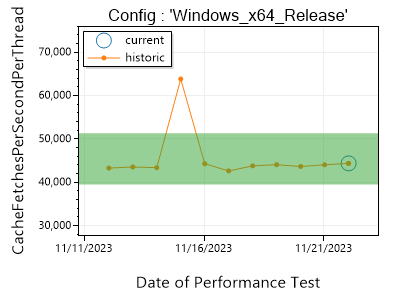 Config : 'Windows_x64_Release'
current
historic
CacheFetchesPerSecondPerThread
70,000
60,000
50,000
40,000
30,000
11/11/2023 11/16/2023 11/21/2023
Date of Performance Test